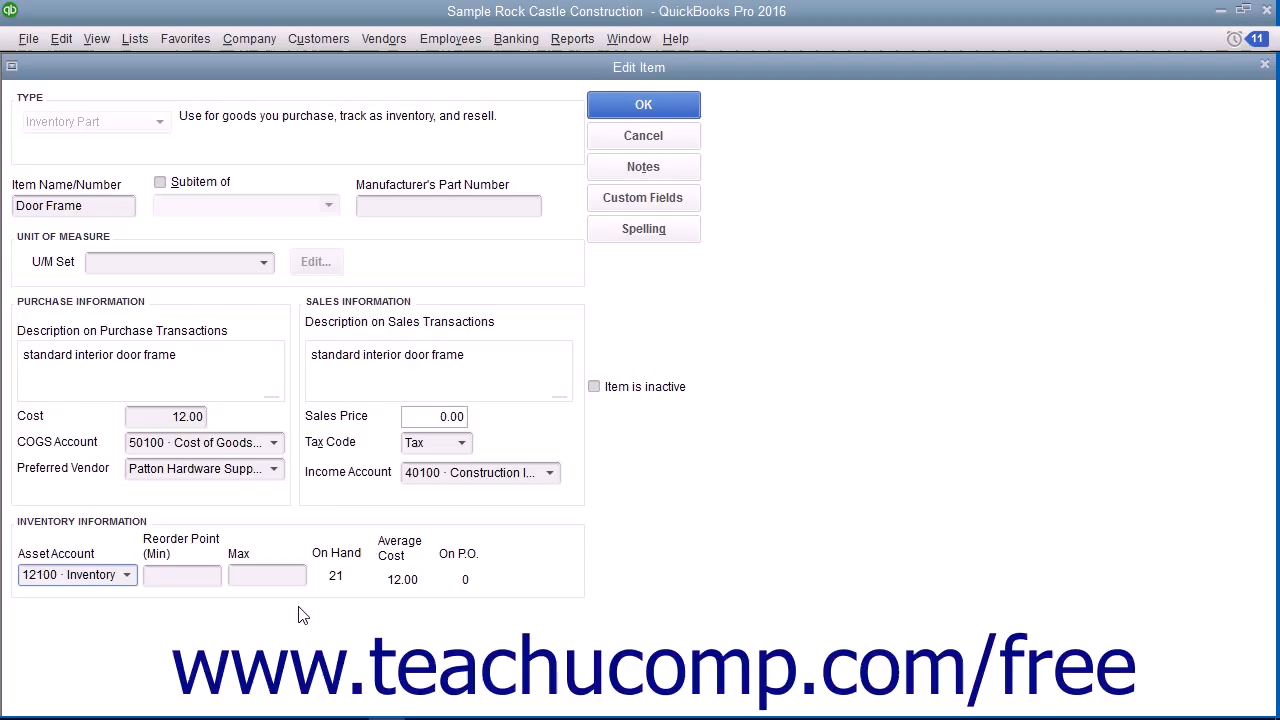 qb Sample Rock Castle Construction - QuickBooks Pro 2016
File Edit View Lists Favorites Company Customers Vendors Employees Banking Reports Window Help 11
Edit Item
TYPE
Inventory Part
Use for goods you purchase, track as inventory, and resell.
OK
Cancel
Notes
Custom Fields
Spelling
Item Name/Number
Subitem of
Manufacturer's Part Number
Door Frame
UNIT OF MEASURE
U/M Set
Edit...
PURCHASE INFORMATION
Description on Purchase Transactions
standard interior door frame
Cost 12.00
COGS Account 50100 · Cost of Goods...
Preferred Vendor Patton Hardware Supp...
SALES INFORMATION
Description on Sales Transactions
standard interior door frame
Sales Price 0.00
Tax Code Tax
Income Account 40100 · Construction I...
Item is inactive
INVENTORY INFORMATION
Asset Account
12100 · Inventory
Reorder Point
(Min)
Max
On Hand
21
Average
Cost
12.00
On P.O.
0
www.teachucomp.com/free